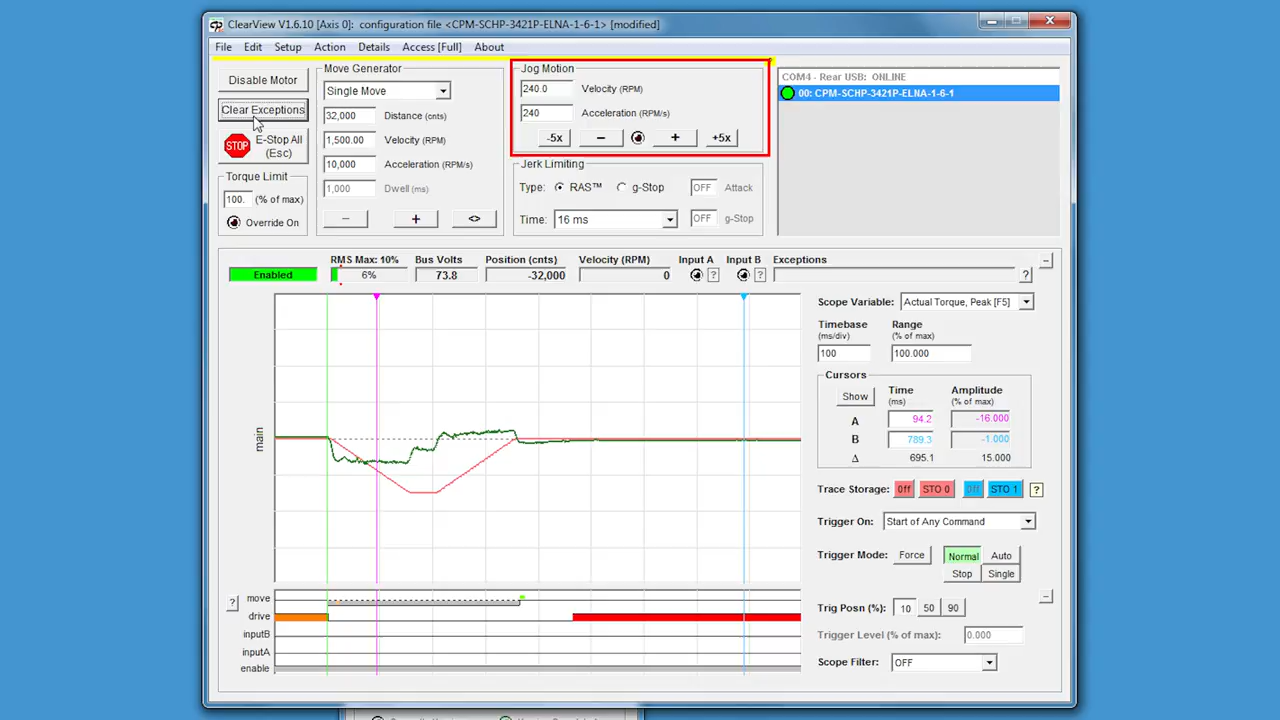 ClearView V1.6.10 [Axis 0]: configuration file <CPM-SCHP-3421P-ELNA-1-6-1> [modified]
File Edit Setup Action Details Access [Full] About
Disable Motor
Clear Exceptions
STOP
E-Stop All
(Esc)
Torque Limit
100. (% of max)
Override On
Move Generator
Single Move
32,000 Distance (cnts)
1,500.00 Velocity (RPM)
10,000 Acceleration (RPM/s)
1,000 Dwell (ms)
− + <>
Jog Motion
240.0 Velocity (RPM)
240 Acceleration (RPM/s)
-5x − + +5x
Jerk Limiting
Type: RAS™ g-Stop OFF Attack
Time: 16 ms OFF g-Stop
COM4 - Rear USB: ONLINE
00: CPM-SCHP-3421P-ELNA-1-6-1
RMS Max: 10% Bus Volts Position (cnts) Velocity (RPM) Input A Input B Exceptions
Enabled 6% 73.8 -32,000 0 ? ? ?
main
Scope Variable: Actual Torque, Peak [F5]
Timebase Range
(ms/div) (% of max)
100 100.000
Cursors
Show Time Amplitude
(ms) (% of max)
A 94.2 -16.000
B 789.3 -1.000
Δ 695.1 15.000
Trace Storage: Off STO 0 Off STO 1 ?
Trigger On: Start of Any Command
Trigger Mode: Force Normal Auto
Stop Single
Trig Posn (%): 10 50 90
Trigger Level (% of max): 0.000
Scope Filter: OFF
? move
drive
inputB
inputA
enable